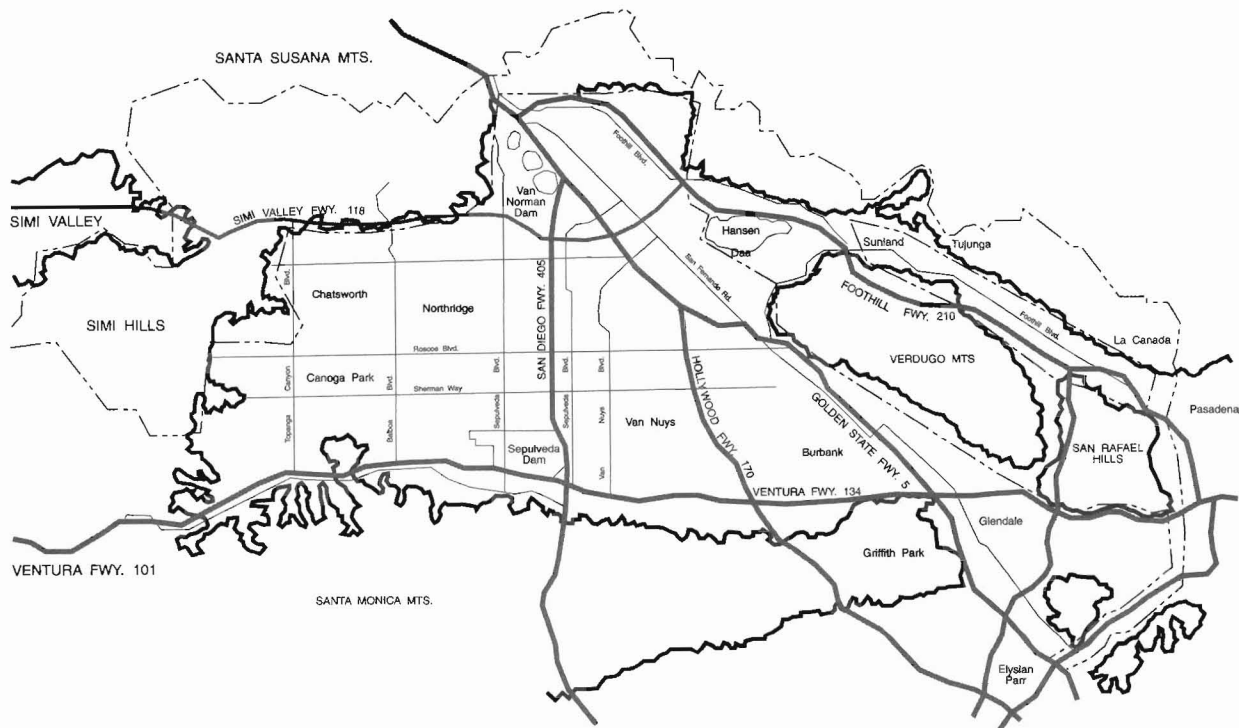 SANTA SUSANA MTS.
Foothill Blvd.
Van
Norman
Dam
SIMI VALLEY FWY. 118
SIMI VALLEY
Hansen
Daa
Sunland
Tujunga
San Fernando Rd.
Blvd.
Chatsworth
Northridge
SAN DIEGO FWY. 405
FOOTHILL FWY. 210
Foothill Blvd.
SIMI HILLS
La Canada
Roscoe Blvd.
VERDUGO MTS
Canyon
Canoga Park
Blvd.
Blvd.
Blvd.
Blvd.
Sherman Way
HOLLYWOOD FWY. 170
GOLDEN STATE FWY. 5
Pasadena
Topanga
Balboa
Sepulveda
Sepulveda
Nuys
Van
Van Nuys
Sepulveda
Dam
Burbank
SAN RAFAEL
HILLS
VENTURA FWY. 134
Glendale
VENTURA FWY. 101
Griffith Park
SANTA MONICA MTS.
Elysian
Parr